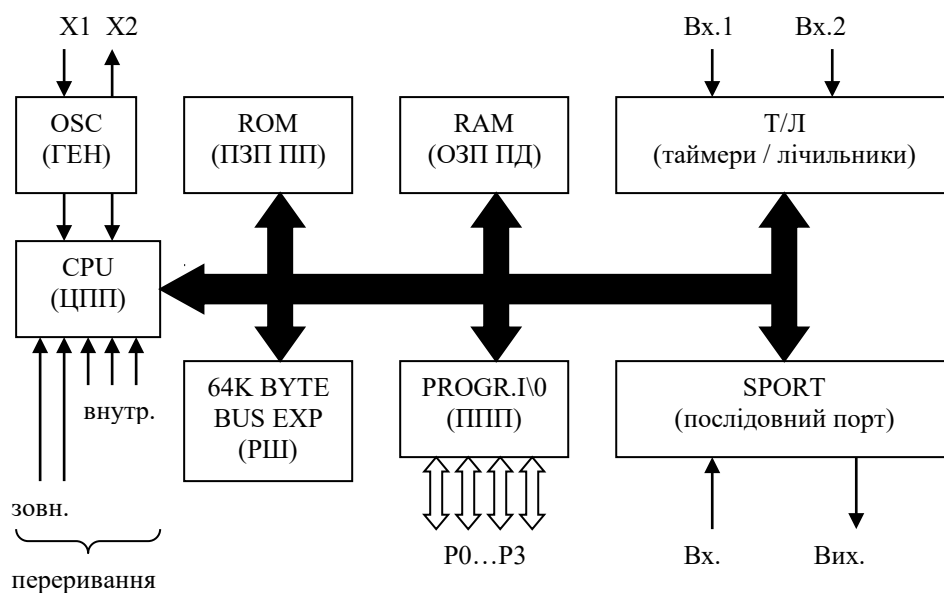 X1 X2
Вх.1 Вх.2
OSC
(ГЕН)
ROM
(ПЗП ПП)
RAM
(ОЗП ПД)
Т/Л
(таймери / лічильники)
CPU
(ЦПП)
64K BYTE
BUS EXP
(РШ)
PROGR.I\0
(ППП)
SPORT
(послідовний порт)
внутр.
зовн.
P0…P3
Вх.
Вих.
переривання